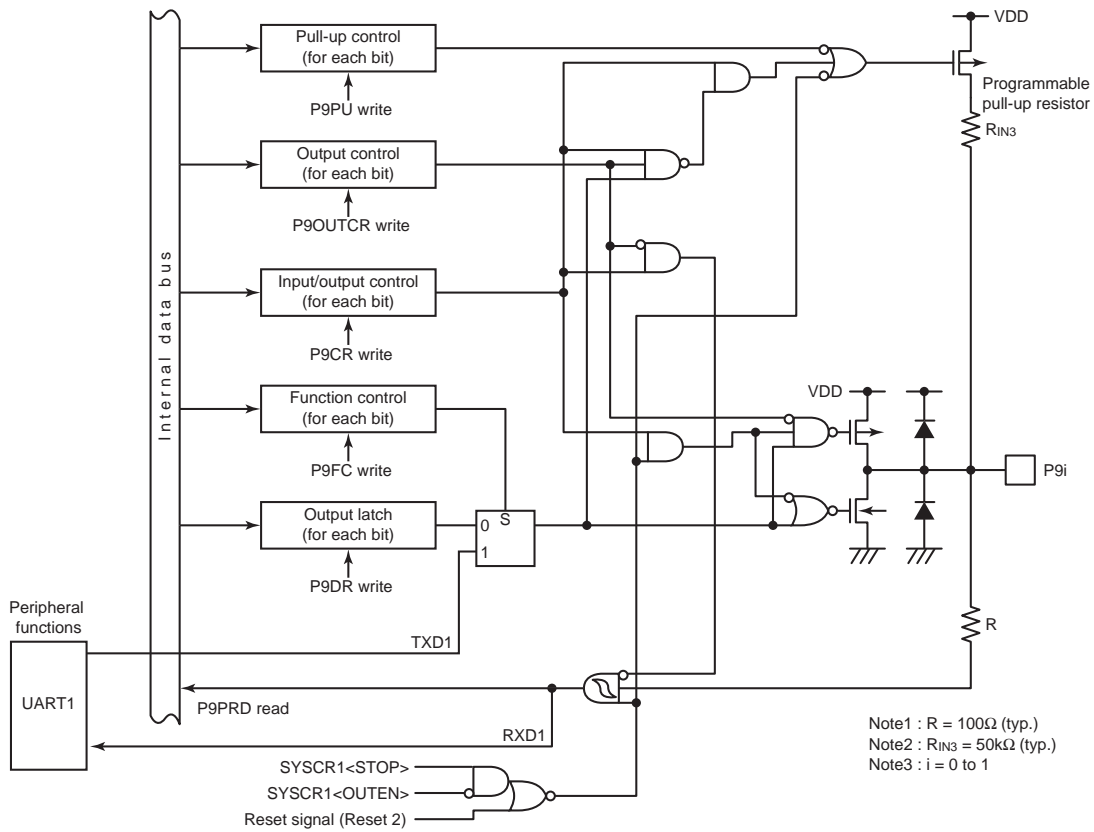 VDD
Pull-up control
(for each bit)
P9PU write
Programmable
pull-up resistor
RIN3
Output control
(for each bit)
P9OUTCR write
Internal data bus
Input/output control
(for each bit)
P9CR write
Function control
(for each bit)
P9FC write
VDD
P9i
Output latch
(for each bit)
P9DR write
0
S
1
Peripheral
functions
UART1
TXD1
R
P9PRD read
RXD1
Note1 : R = 100Ω (typ.)
Note2 : RIN3 = 50kΩ (typ.)
Note3 : i = 0 to 1
SYSCR1<STOP>
SYSCR1<OUTEN>
Reset signal (Reset 2)